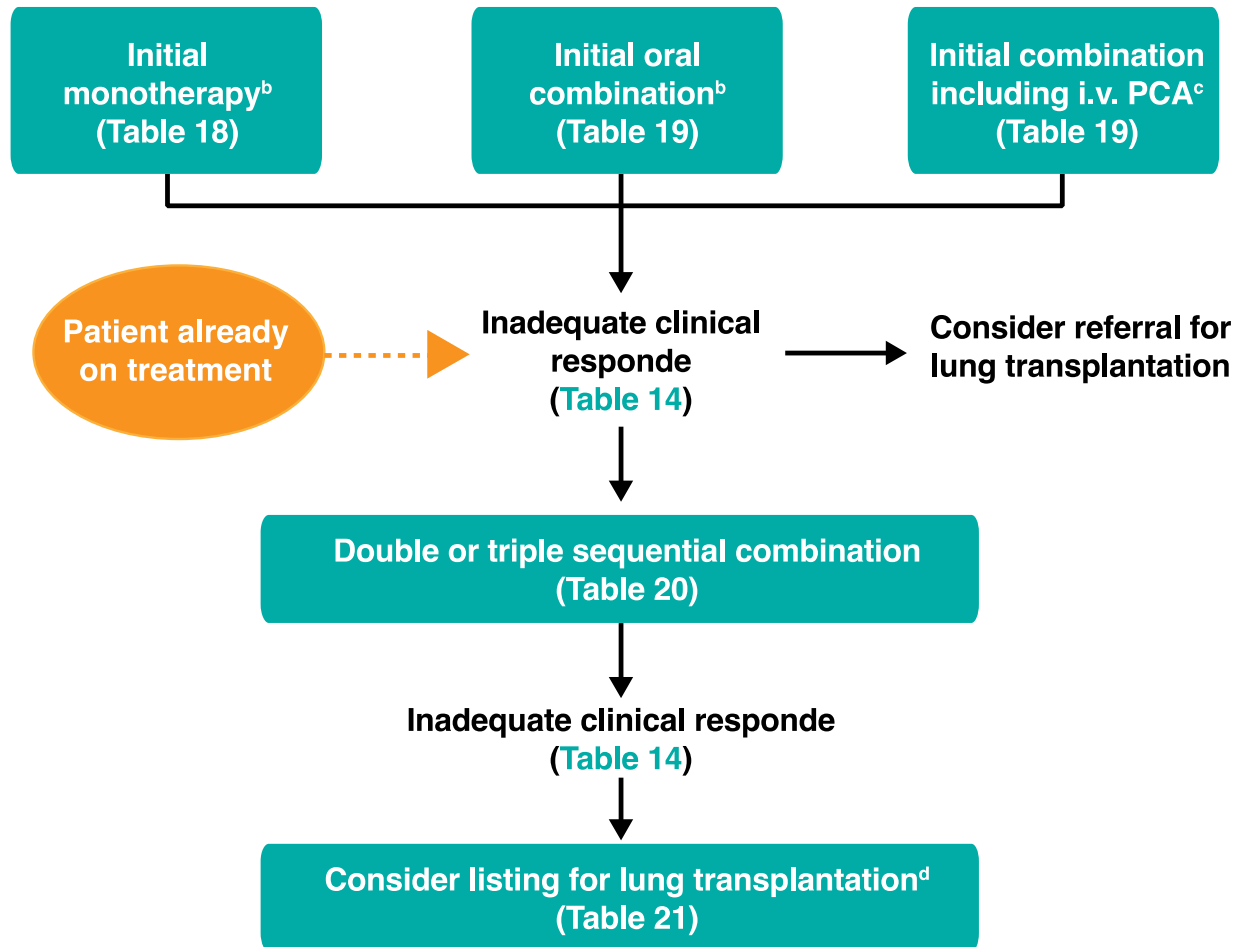 Initial
monotherapyᵇ
(Table 18)
Initial oral
combinationᵇ
(Table 19)
Initial combination
including i.v. PCAᶜ
(Table 19)
Patient already
on treatment
Inadequate clinical
responde
(Table 14)
Consider referral for
lung transplantation
Double or triple sequential combination
(Table 20)
Inadequate clinical responde
(Table 14)
Consider listing for lung transplantationᵈ
(Table 21)